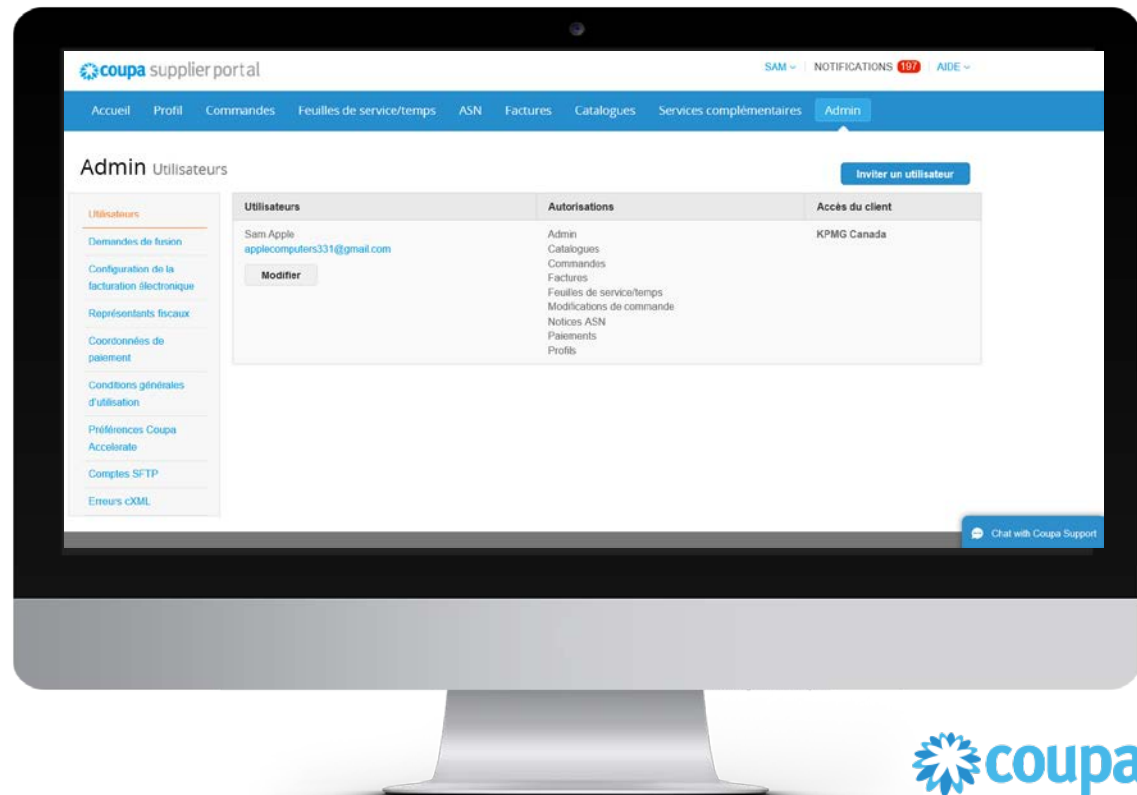 coupa supplier portal
SAM NOTIFICATIONS 197 AIDE
Accueil Profil Commandes Feuilles de service/temps ASN Factures Catalogues Services complémentaires Admin
Admin Utilisateurs
Inviter un utilisateur
Utilisateurs
Demandes de fusion
Configuration de la
facturation électronique
Représentants fiscaux
Coordonnées de
paiement
Conditions générales
d'utilisation
Préférences Coupa
Accelerate
Comptes SFTP
Erreurs cXML
Utilisateurs Autorisations Accès du client
Sam Apple
applecomputers331@gmail.com
Modifier
Admin
Catalogues
Commandes
Factures
Feuilles de service/temps
Modifications de commande
Notices ASN
Paiements
Profils
KPMG Canada
Chat with Coupa Support
coupa